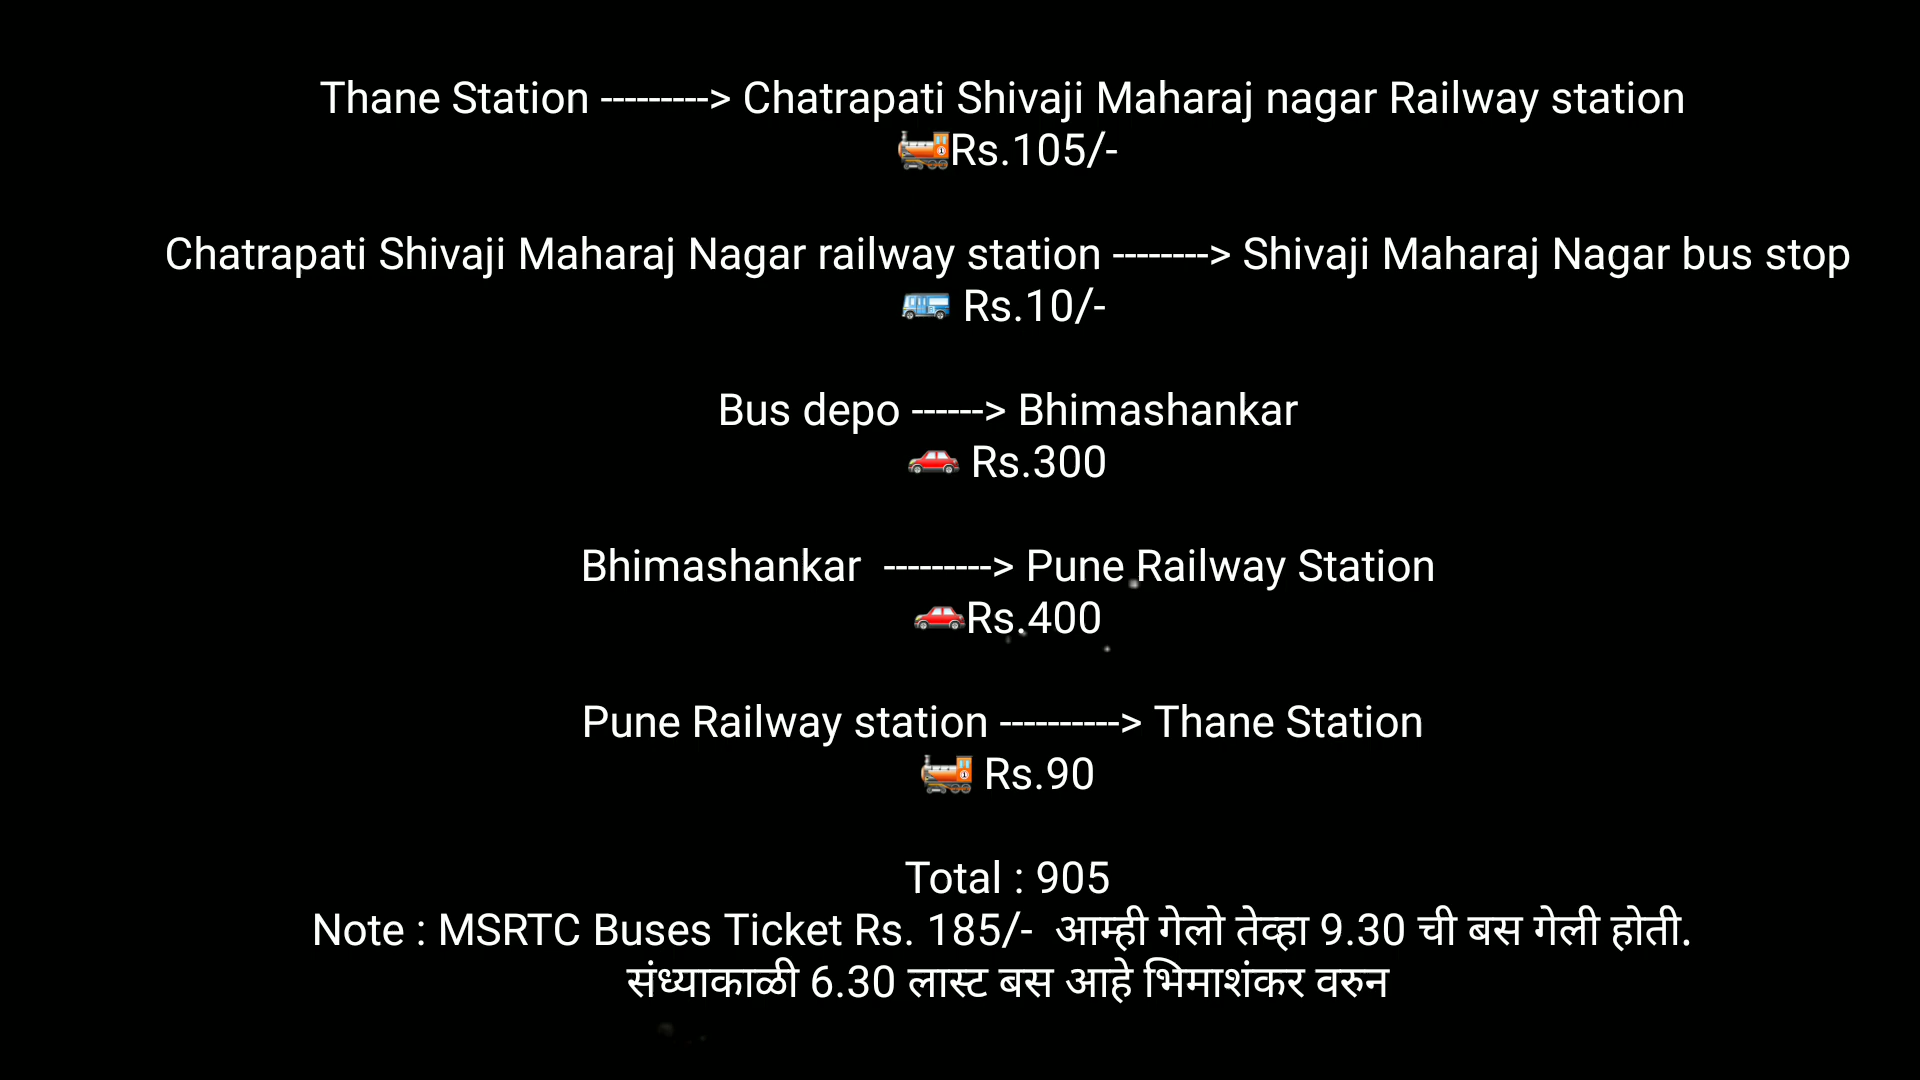 Thane Station ---------> Chatrapati Shivaji Maharaj nagar Railway station
🚂Rs.105/-
Chatrapati Shivaji Maharaj Nagar railway station --------> Shivaji Maharaj Nagar bus stop
🚌 Rs.10/-
Bus depo ------> Bhimashankar
🚗 Rs.300
Bhimashankar ---------> Pune Railway Station
🚗Rs.400
Pune Railway station ----------> Thane Station
🚂 Rs.90
Total : 905
Note : MSRTC Buses Ticket Rs. 185/- आम्ही गेलो तेव्हा 9.30 ची बस गेली होती.
संध्याकाळी 6.30 लास्ट बस आहे भिमाशंकर वरुन